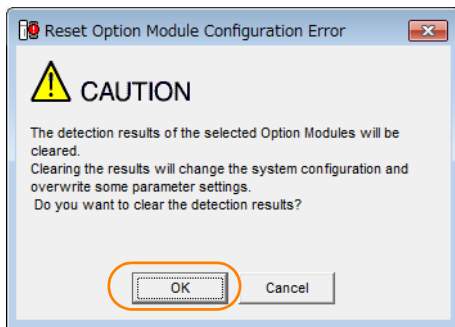 Reset Option Module Configuration Error
CAUTION
The detection results of the selected Option Modules will be
cleared.
Clearing the results will change the system configuration and
overwrite some parameter settings.
Do you want to clear the detection results?
OK
Cancel